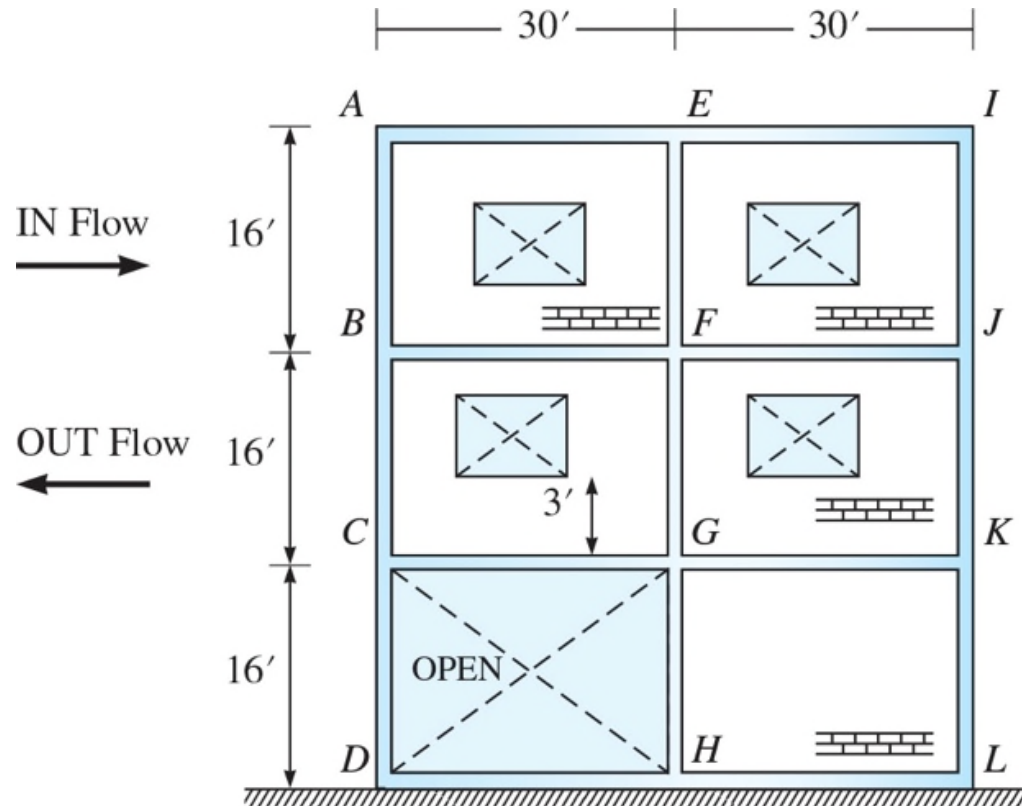 30′ 30′
A E I
IN Flow
16′
B F J
OUT Flow
16′
3′
C G K
16′
OPEN
D H L